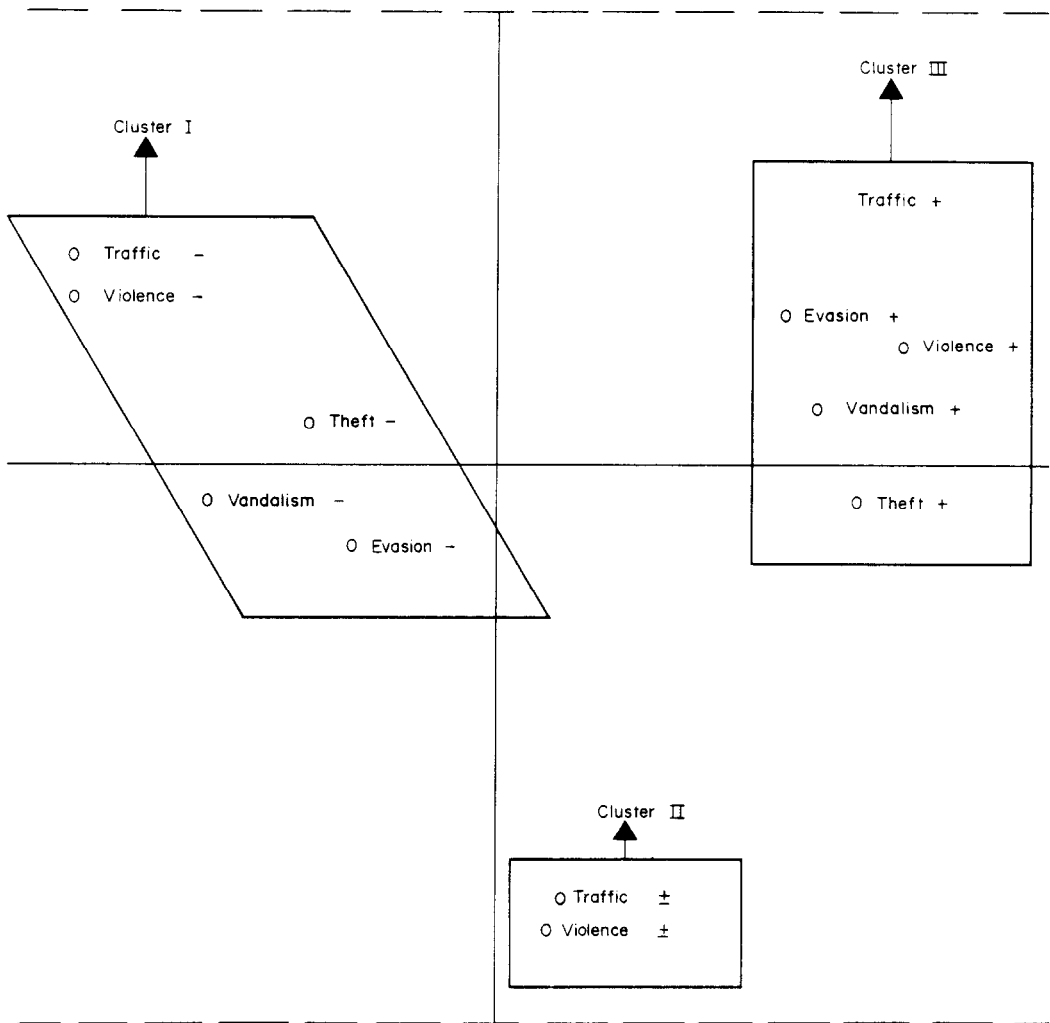 Cluster III
Cluster I
Traffic +
Traffic −
Violence −
Evasion +
Violence +
Vandalism +
Theft −
Vandalism −
Theft +
Evasion −
Cluster II
Traffic ±
Violence ±